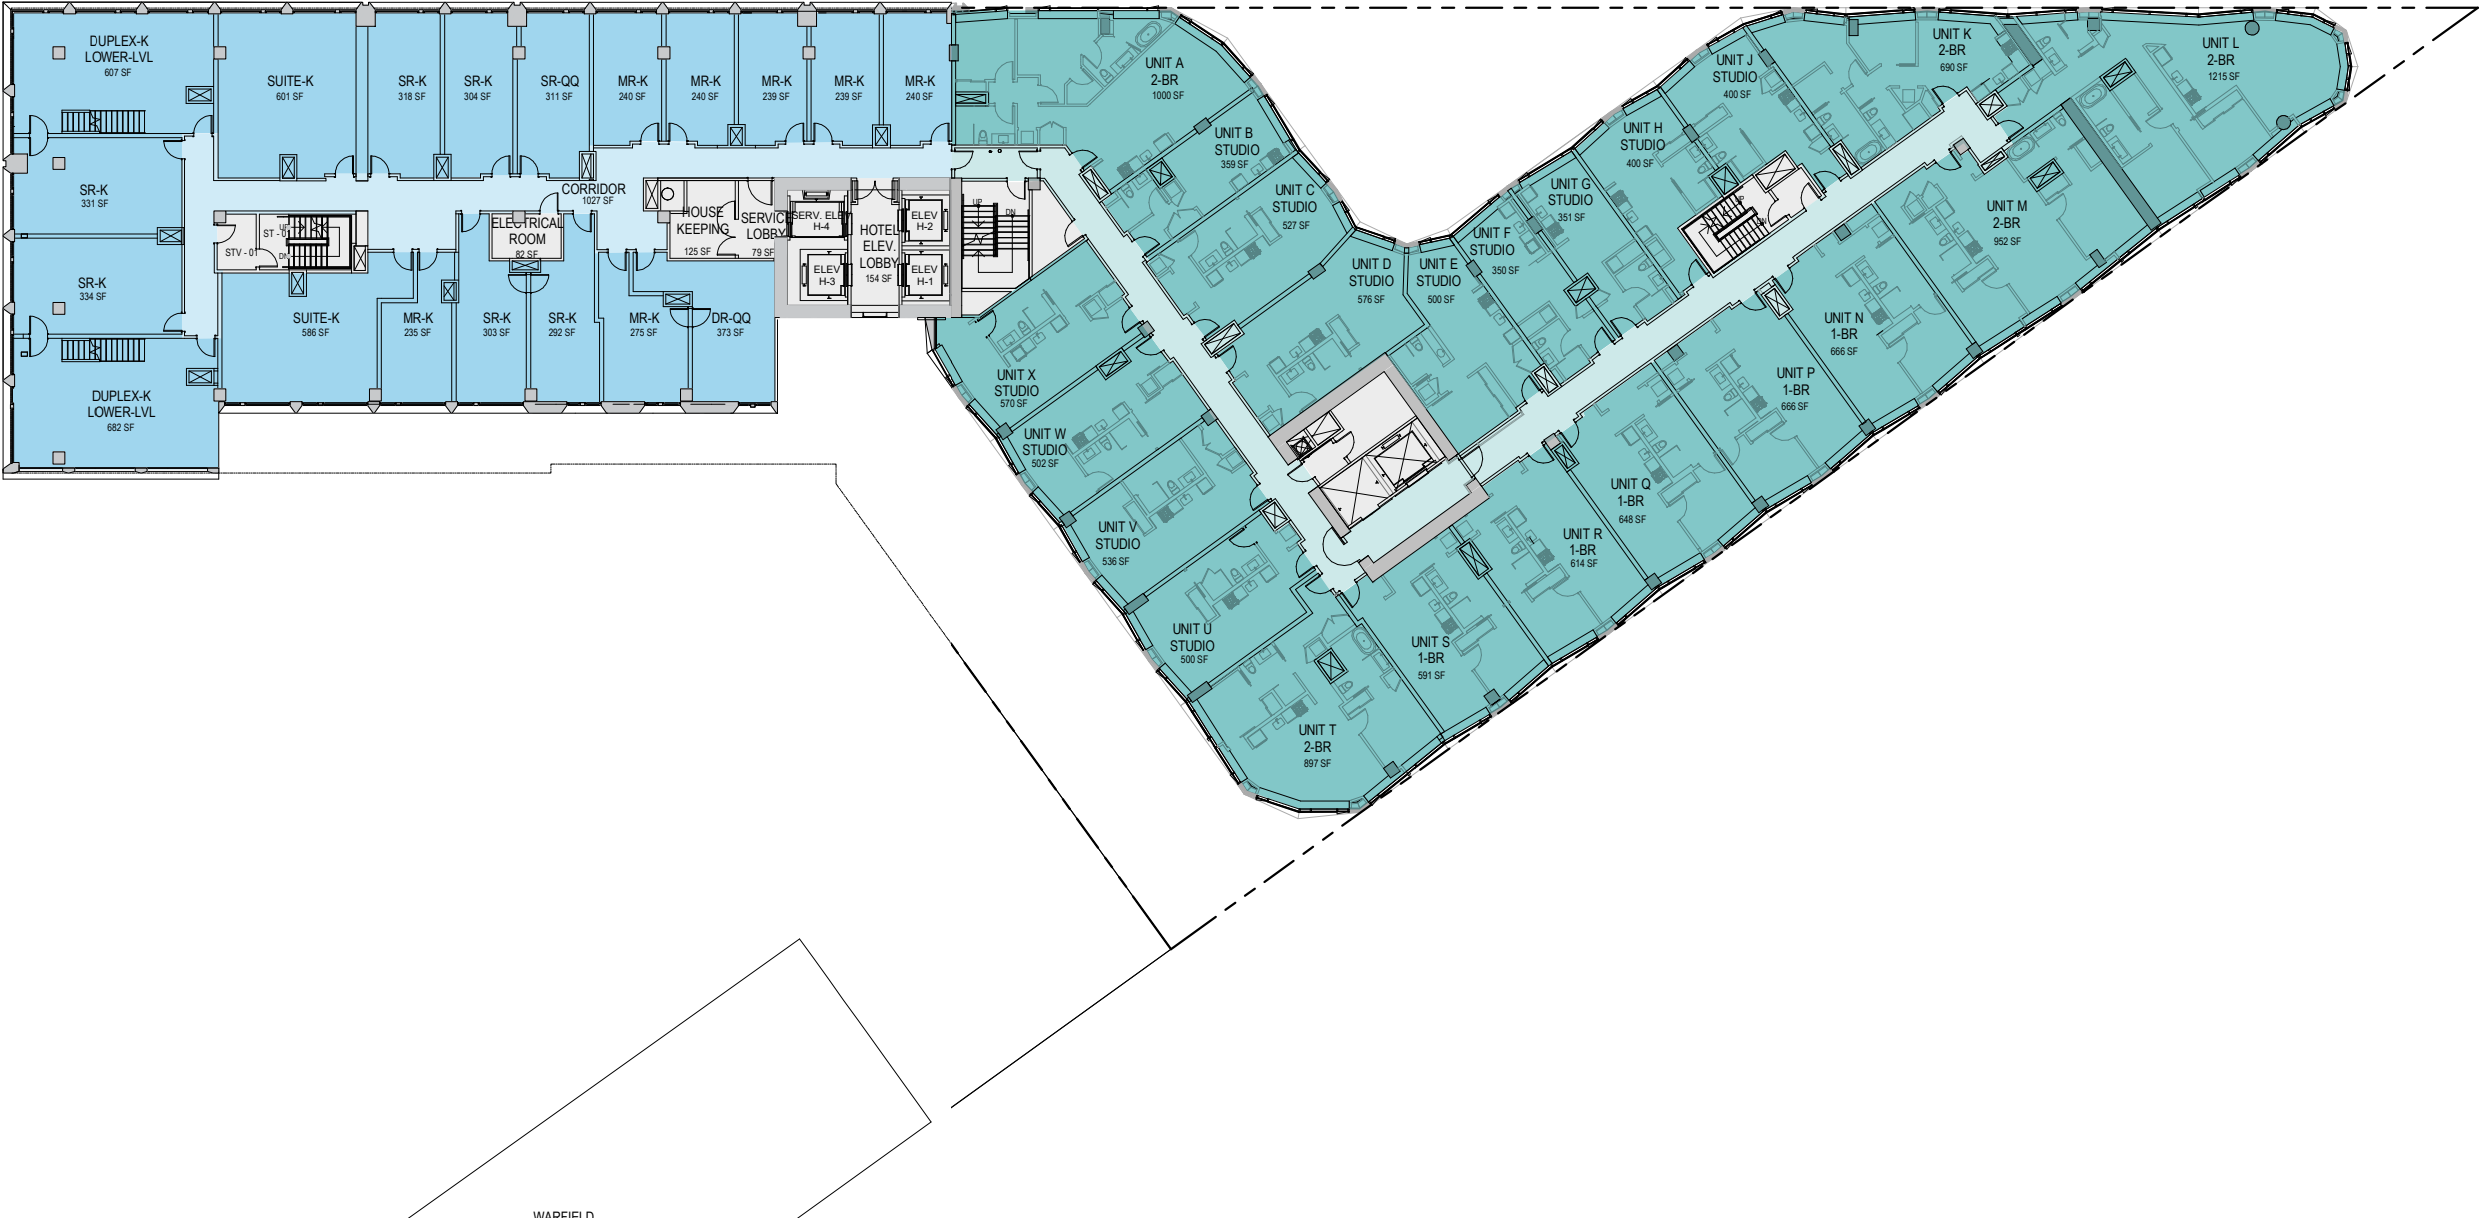 DUPLEX-K
LOWER-LVL
607 SF
SUITE-K
601 SF
SR-K
318 SF
SR-K
304 SF
SR-QQ
311 SF
MR-K
240 SF
MR-K
240 SF
MR-K
239 SF
MR-K
239 SF
MR-K
240 SF
SR-K
331 SF
SR-K
334 SF
DUPLEX-K
LOWER-LVL
682 SF
STV - 01
ST - 01
UP
DN
SUITE-K
586 SF
MR-K
235 SF
SR-K
303 SF
SR-K
292 SF
MR-K
275 SF
DR-QQ
373 SF
ELECTRICAL
ROOM
82 SF
CORRIDOR
1027 SF
HOUSE
KEEPING
125 SF
SERVICE
LOBBY
79 SF
SERV. ELEV
H-4
ELEV
H-3
HOTEL
ELEV.
LOBBY
154 SF
ELEV
H-2
ELEV
H-1
UP
DN
UNIT A
2-BR
1000 SF
UNIT B
STUDIO
359 SF
UNIT C
STUDIO
527 SF
UNIT D
STUDIO
576 SF
UNIT E
STUDIO
500 SF
UNIT F
STUDIO
350 SF
UNIT G
STUDIO
351 SF
UNIT H
STUDIO
400 SF
UNIT J
STUDIO
400 SF
UNIT K
2-BR
690 SF
UNIT L
2-BR
1215 SF
UNIT M
2-BR
952 SF
UP
DN
UNIT N
1-BR
666 SF
UNIT P
1-BR
666 SF
UNIT Q
1-BR
648 SF
UNIT R
1-BR
614 SF
UNIT S
1-BR
591 SF
UNIT T
2-BR
897 SF
UNIT U
STUDIO
500 SF
UNIT V
STUDIO
536 SF
UNIT W
STUDIO
502 SF
UNIT X
STUDIO
570 SF
WARFIELD